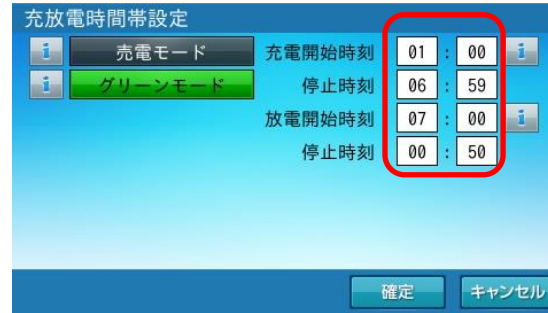 充放電時間帯設定
i 売電モード 充電開始時刻 01 : 00 i
i グリーンモード 停止時刻 06 : 59
放電開始時刻 07 : 00 i
停止時刻 00 : 50
確定 キャンセル